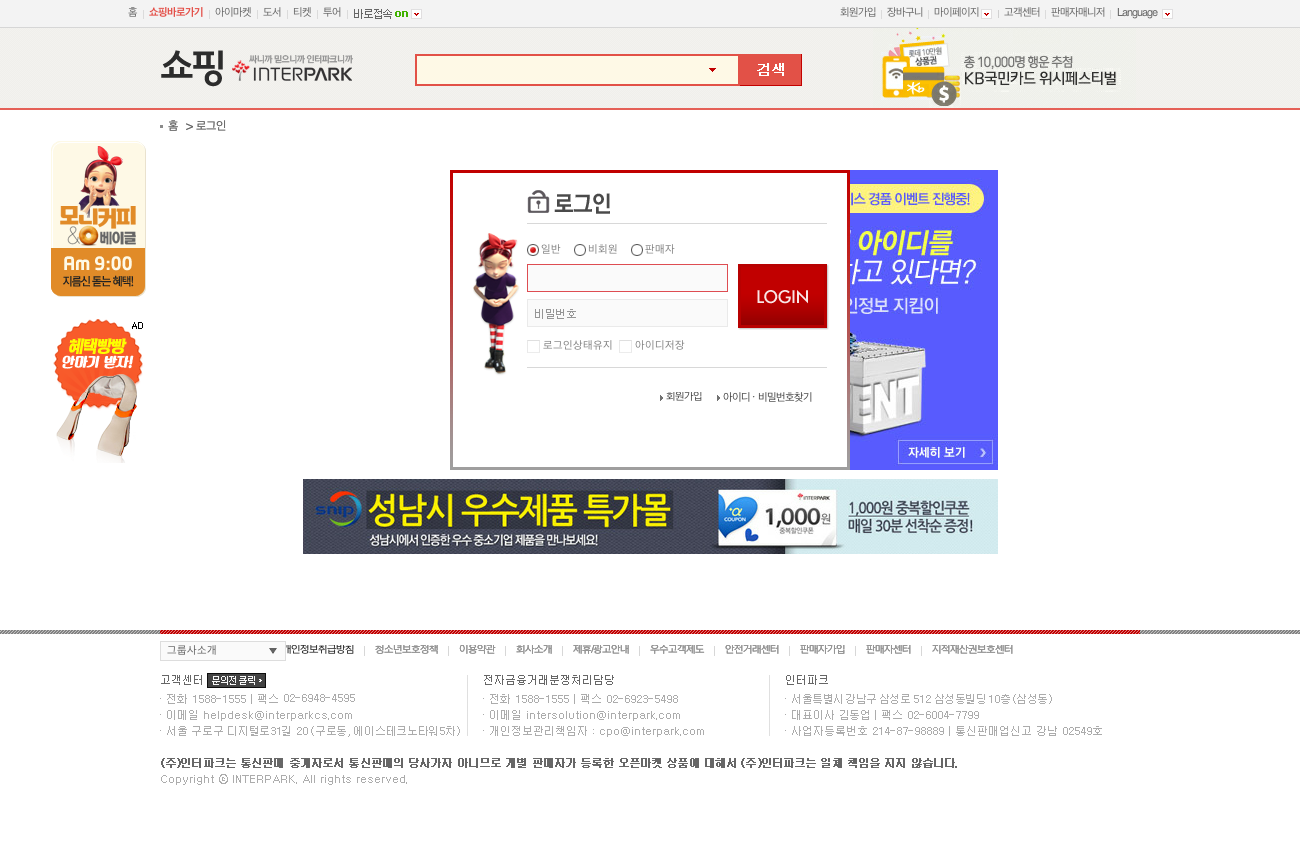 홈 쇼핑바로가기 아이마켓 도서 티켓 투어 바로접속 on 회원가입 장바구니 마이페이지 고객센터 판매자매니저 Language
쇼핑 싸니까 믿으니까 인터파크니까
INTERPARK
검색
롯데 10만원
상품권
총 10,000명 행운 추첨
KB국민카드 위시페스티벌
홈 > 로그인
모닝커피
&베이글
Am 9:00
지름신 돋는 혜택!
AD
혜택빵빵
안마기 받자!
로그인
일반 비회원 판매자
비밀번호
LOGIN
로그인상태유지 아이디저장
회원가입 아이디 · 비밀번호찾기
스 경품 이벤트 진행중!
아이디를
하고 있다면?
인정보 지킴이
ENT
자세히 보기
snip 성남시 우수제품 특가몰
성남시에서 인증한 우수 중소기업 제품을 만나보세요!
INTERPARK
α
COUPON
1,000원
중복할인쿠폰
1,000원 중복할인쿠폰
매일 30분 선착순 증정!
그룹사소개 개인정보취급방침 청소년보호정책 이용약관 회사소개 제휴/광고안내 우수고객제도 안전거래센터 판매자가입 판매자센터 지적재산권보호센터
고객센터 문의전 클릭
· 전화 1588-1555 | 팩스 02-6948-4595
· 이메일 helpdesk@interparkcs.com
· 서울 구로구 디지털로31길 20 (구로동, 에이스테크노타워5차)
전자금융거래분쟁처리담당
· 전화 1588-1555 | 팩스 02-6923-5498
· 이메일 intersolution@interpark.com
· 개인정보관리책임자 : cpo@interpark.com
인터파크
· 서울특별시 강남구 삼성로 512 삼성동빌딩 10층 (삼성동)
· 대표이사 김동업 | 팩스 02-6004-7799
· 사업자등록번호 214-87-98889 | 통신판매업신고 강남 02549호
(주)인터파크는 통신판매 중개자로서 통신판매의 당사가자 아니므로 개별 판매자가 등록한 오픈마켓 상품에 대해서 (주)인터파크는 일체 책임을 지지 않습니다.
Copyright ⓒ INTERPARK. All rights reserved.